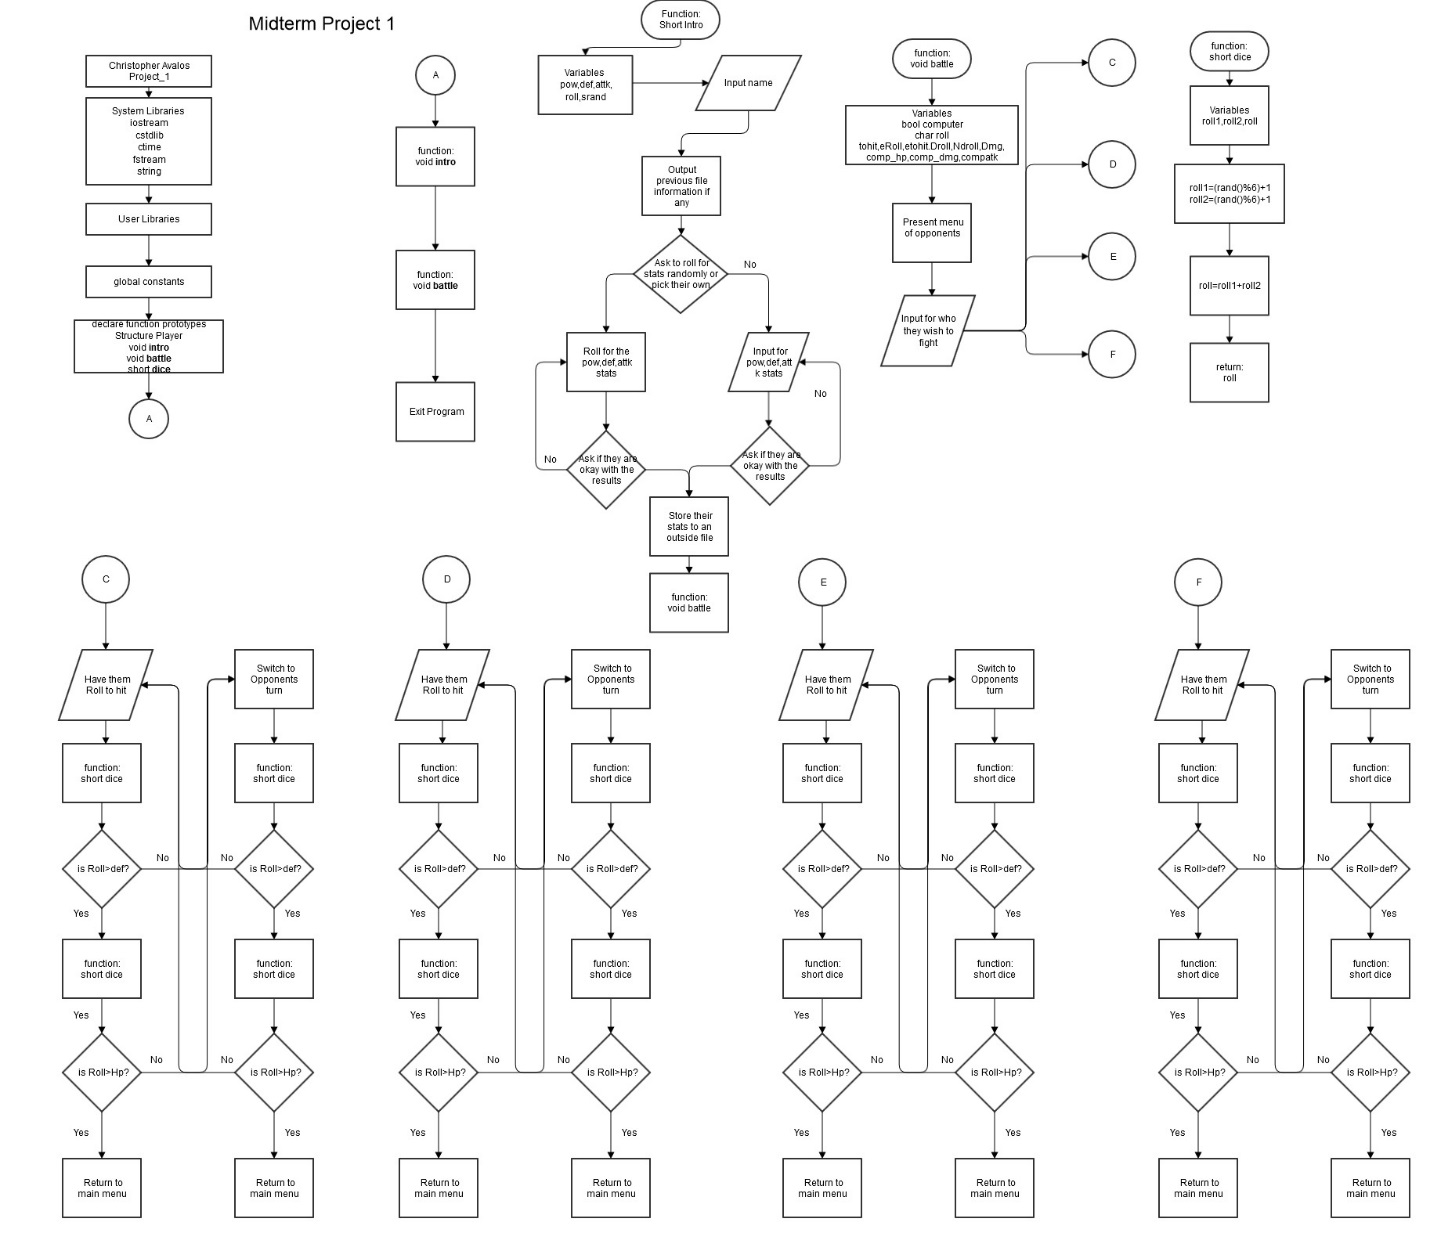 Midterm Project 1
Christopher Avalos
Project_1
System Libraries
iostream
cstdlib
ctime
fstream
string
User Libraries
global constants
declare function prototypes
Structure Player
void intro
void battle
short dice
A
A
function:
void intro
function:
void battle
Exit Program
Function:
Short Intro
Variables
pow,def,attk,
roll,srand
Input name
Output
previous file
information if
any
Ask to roll for
stats randomly or
pick their own
No
Roll for the
pow,def,attk
stats
Input for
pow,def,att
k stats
No
No
Ask if they are
okay with the
results
Ask if they are
okay with the
results
Store their
stats to an
outside file
function:
void battle
function:
void battle
Variables
bool computer
char roll
tohit,eRoll,etohit.Droll,Ndroll,Dmg,
comp_hp,comp_dmg,compatk
Present menu
of opponents
Input for who
they wish to
fight
C
D
E
F
function:
short dice
Variables
roll1,roll2,roll
roll1=(rand()%6)+1
roll2=(rand()%6)+1
roll=roll1+roll2
return:
roll
C
Have them
Roll to hit
Switch to
Opponents
turn
function:
short dice
function:
short dice
is Roll>def?
No
No
is Roll>def?
Yes
Yes
function:
short dice
function:
short dice
Yes
is Roll>Hp?
No
No
is Roll>Hp?
Yes
Yes
Return to
main menu
Return to
main menu
D
Have them
Roll to hit
Switch to
Opponents
turn
function:
short dice
function:
short dice
is Roll>def?
No
No
is Roll>def?
Yes
Yes
function:
short dice
function:
short dice
Yes
is Roll>Hp?
No
No
is Roll>Hp?
Yes
Yes
Return to
main menu
Return to
main menu
E
Have them
Roll to hit
Switch to
Opponents
turn
function:
short dice
function:
short dice
is Roll>def?
No
No
is Roll>def?
Yes
Yes
function:
short dice
function:
short dice
Yes
is Roll>Hp?
No
No
is Roll>Hp?
Yes
Yes
Return to
main menu
Return to
main menu
F
Have them
Roll to hit
Switch to
Opponents
turn
function:
short dice
function:
short dice
is Roll>def?
No
No
is Roll>def?
Yes
Yes
function:
short dice
function:
short dice
Yes
is Roll>Hp?
No
No
is Roll>Hp?
Yes
Yes
Return to
main menu
Return to
main menu